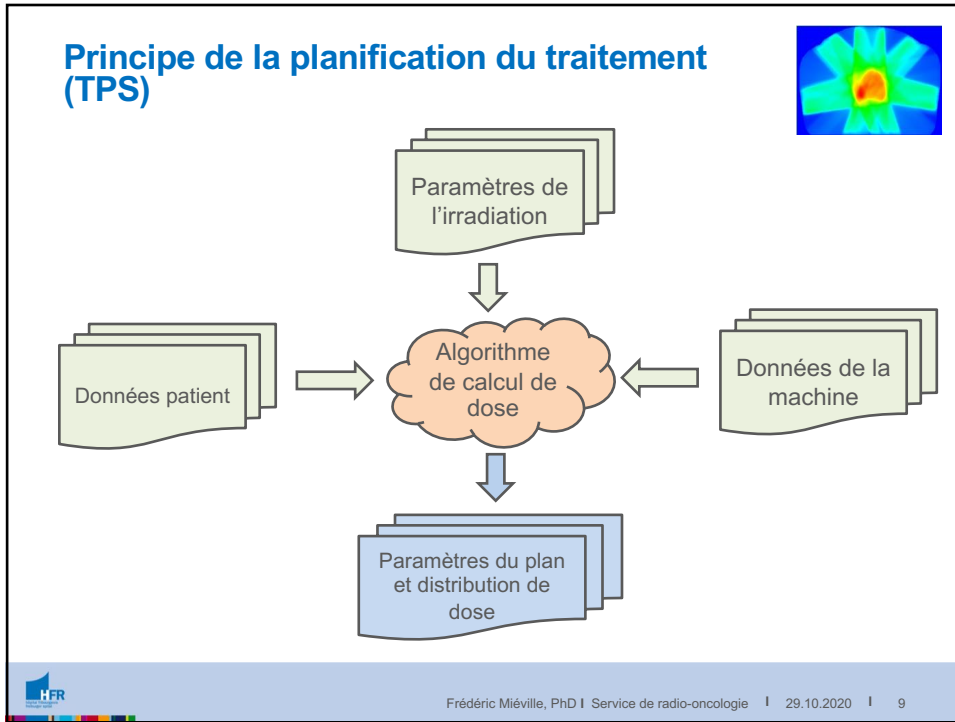 Principe de la planification du traitement
(TPS)
Paramètres de
l'irradiation
Données patient
Algorithme
de calcul de
dose
Données de la
machine
Paramètres du plan
et distribution de
dose
HFR
Frédéric Miéville, PhD I Service de radio-oncologie I 29.10.2020 I 9